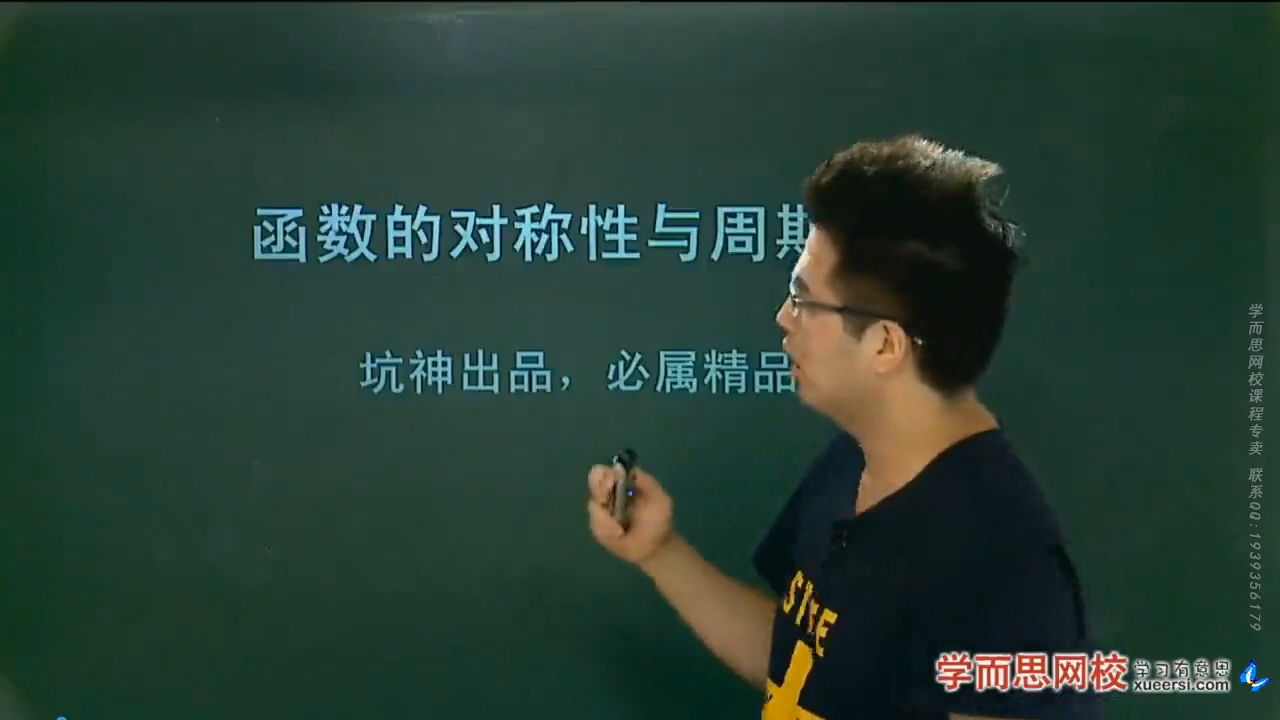 函数的对称性与周期
坑神出品，必属精品
学而思网校课程专卖 联系QQ:1939356179
学而思网校 学习有意思
xueersi.com